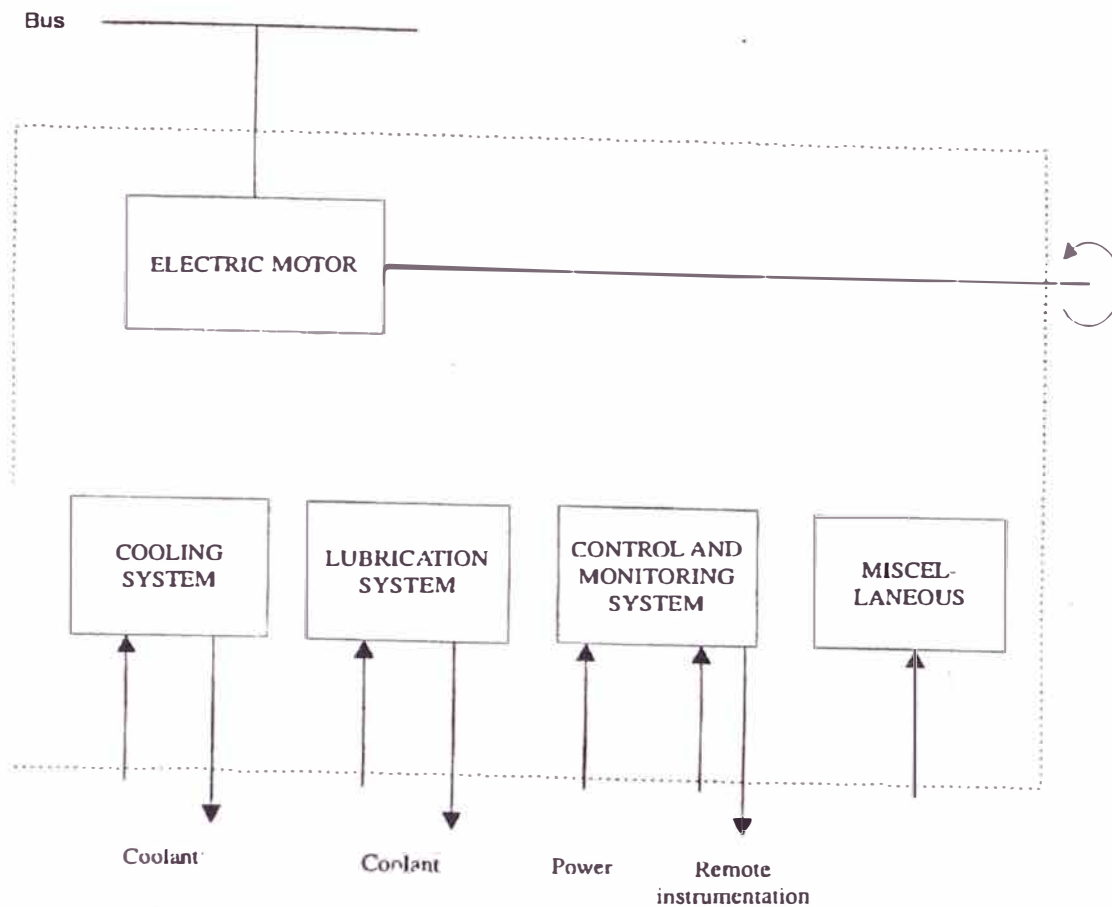 Bus
ELECTRIC MOTOR
COOLING
SYSTEM
LUBRICATION
SYSTEM
CONTROL AND
MONITORING
SYSTEM
MISCEL-
LANEOUS
Coolant
Coolant
Power
Remote
instrumentation